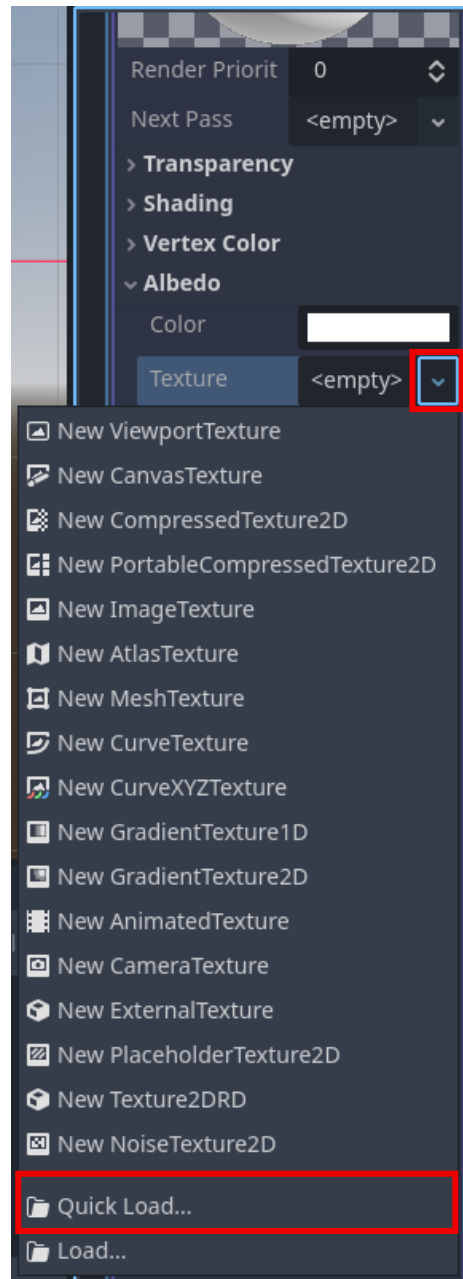 Render Priorit 0
Next Pass <empty>
Transparency
Shading
Vertex Color
Albedo
Color
Texture <empty>
New ViewportTexture
New CanvasTexture
New CompressedTexture2D
New PortableCompressedTexture2D
New ImageTexture
New AtlasTexture
New MeshTexture
New CurveTexture
New CurveXYZTexture
New GradientTexture1D
New GradientTexture2D
New AnimatedTexture
New CameraTexture
New ExternalTexture
New PlaceholderTexture2D
New Texture2DRD
New NoiseTexture2D
Quick Load...
Load...